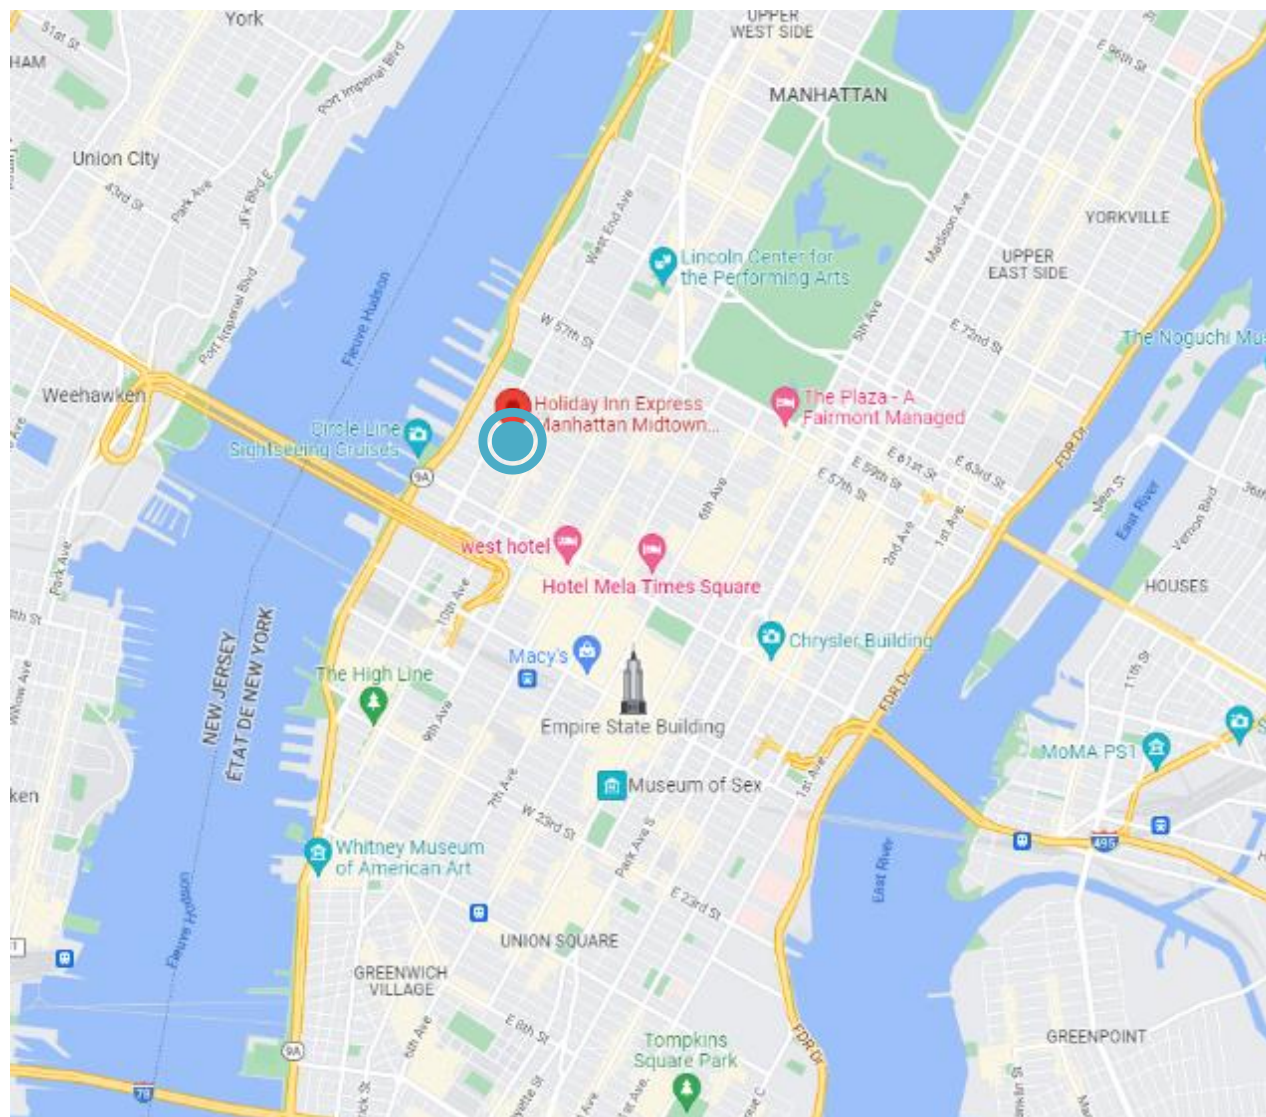 York
UPPER
WEST SIDE
51st St
HAM
E 96th St
Port Imperial Blvd
MANHATTAN
Union City
43rd St
Park Ave
JFK Blvd E
West End Ave
Madison Ave
YORKVILLE
UPPER
EAST SIDE
Lincoln Center for
the Performing Arts
Port Imperial Blvd
Fleuve Hudson
W 57th St
5th Ave
E 72nd St
The Noguchi Mus
Weehawken
Holiday Inn Express
Manhattan Midtown...
The Plaza - A
Fairmont Managed
Circle Line
Sightseeing Cruises
9A
FDR Dr
E 61st St
E 63rd St
E 59th St
E 57th St
6th Ave
Main St
East River
Vernon Blvd
36th
2nd Ave
1st Ave
west hotel
Hotel Mela Times Square
Park Ave
10th Ave
HOUSES
NEW JERSEY
ÉTAT DE NEW YORK
Macy's
Chrysler Building
11th St
The High Line
9th Ave
Empire State Building
FDR Dr
MoMA PS1
ken
7th Ave
Museum of Sex
1st Ave
W 23rd St
Park Ave S
495
Whitney Museum
of American Art
East River
E 23rd St
Fleuve Hudson
UNION SQUARE
GREENWICH
VILLAGE
6th Ave
E 8th St
Tompkins
Square Park
FDR Dr
GREENPOINT
9A
78
1st Ave.